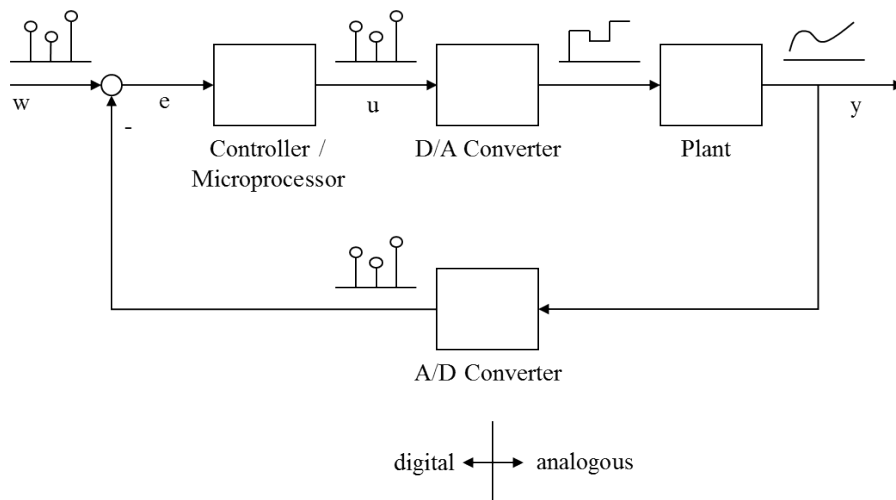 w
e
u
y
-
Controller /
Microprocessor
D/A Converter
Plant
A/D Converter
digital
analogous